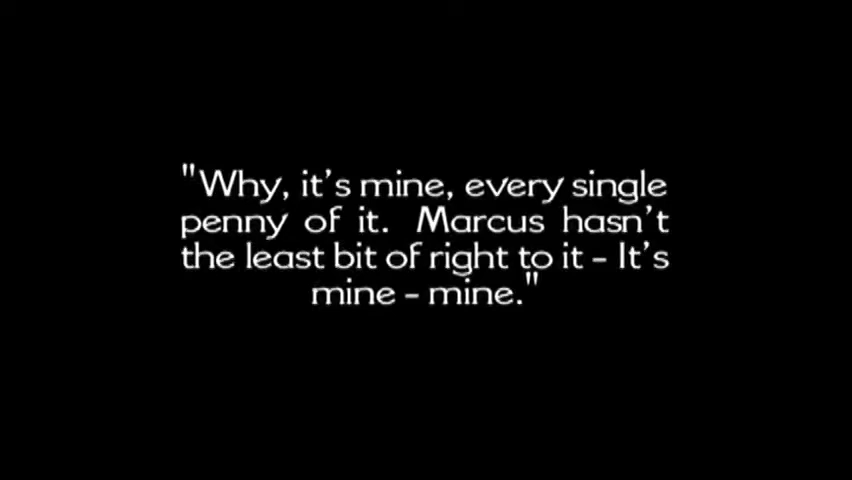 "Why, it's mine, every single
penny of it. Marcus hasn't
the least bit of right to it - It's
mine - mine."